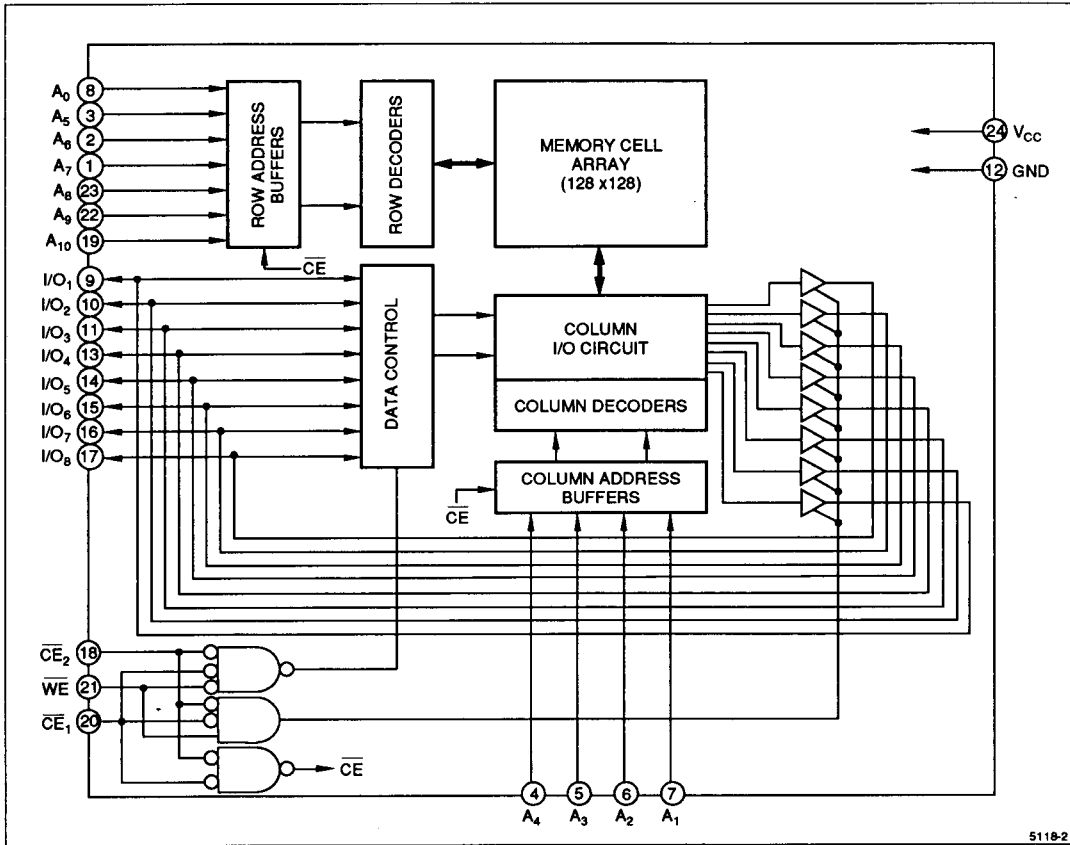 A0 8
A5 3
A6 2
A7 1
A8 23
A9 22
A10 19
ROW ADDRESS
BUFFERS
ROW DECODERS
MEMORY CELL
ARRAY
(128 x128)
24 VCC
12 GND
CE
I/O1 9
I/O2 10
I/O3 11
I/O4 13
I/O5 14
I/O6 15
I/O7 16
I/O8 17
DATA CONTROL
COLUMN
I/O CIRCUIT
COLUMN DECODERS
COLUMN ADDRESS
BUFFERS
CE
CE2 18
WE 21
CE1 20
CE
4 5 6 7
A4 A3 A2 A1
5118-2